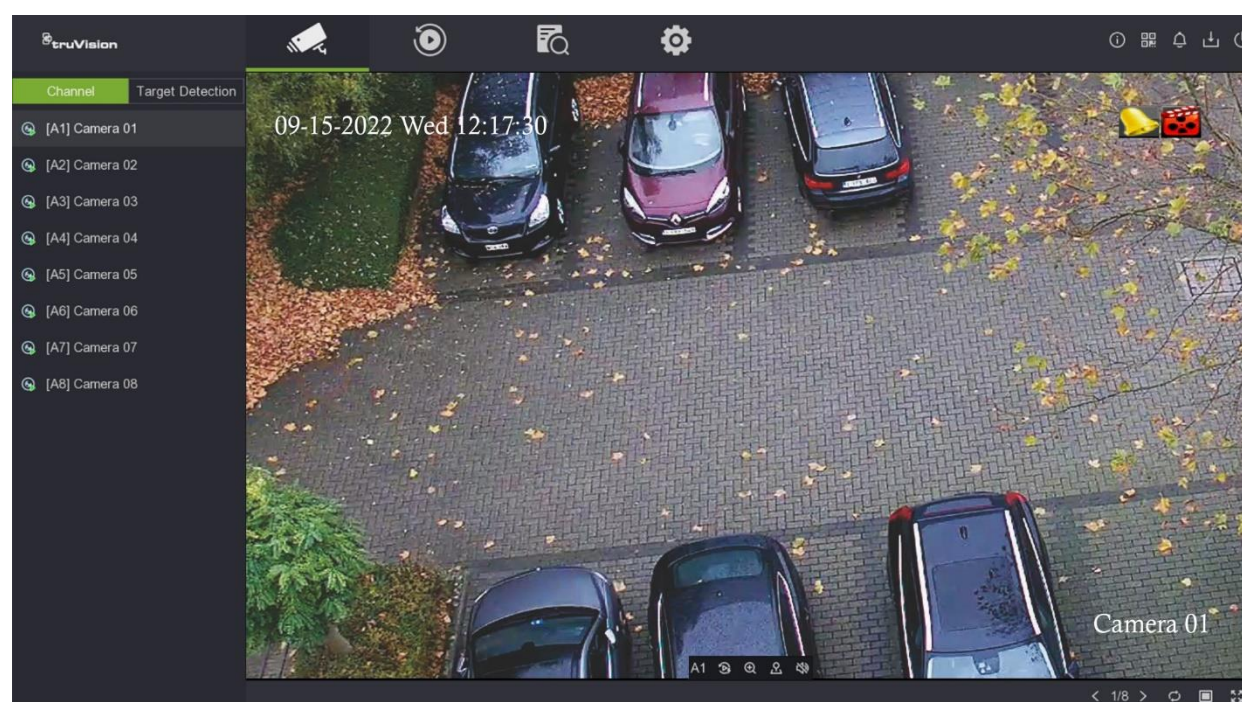 truVision
Channel Target Detection
[A1] Camera 01
[A2] Camera 02
[A3] Camera 03
[A4] Camera 04
[A5] Camera 05
[A6] Camera 06
[A7] Camera 07
[A8] Camera 08
09-15-2022 Wed 12:17:30
Camera 01
A1
< 1/8 >